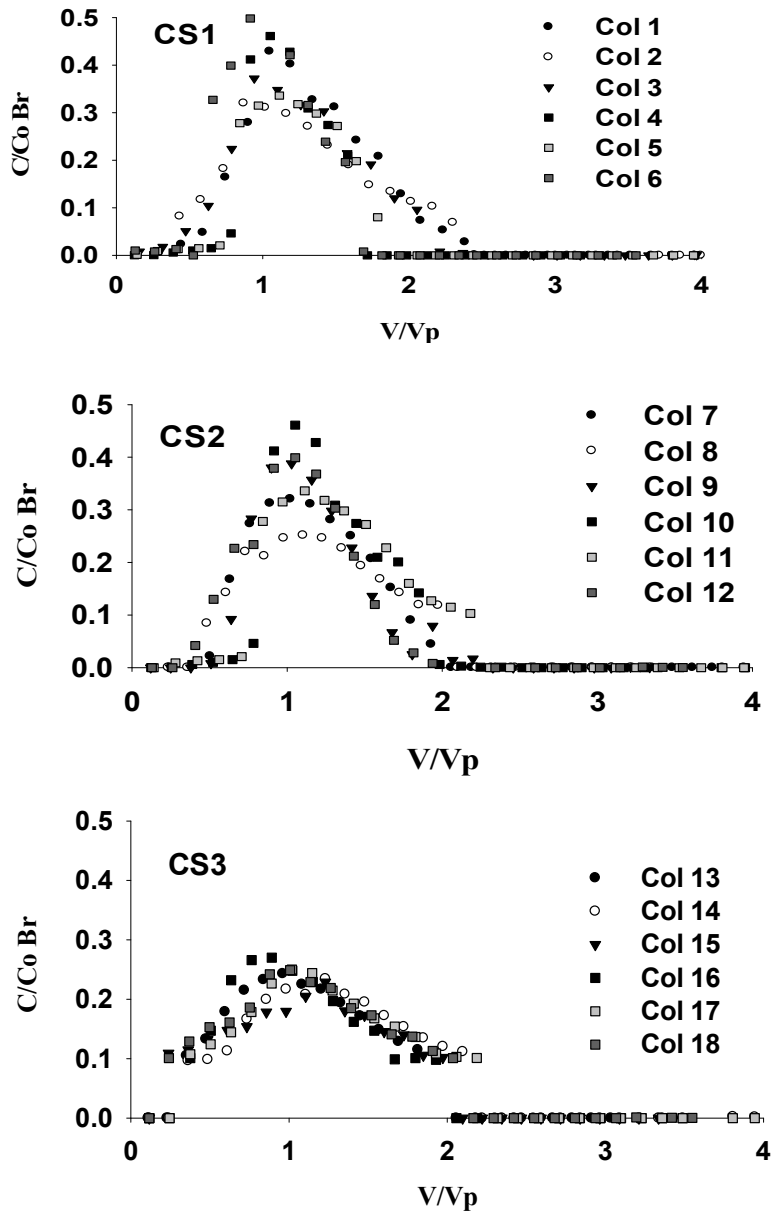 0.5
CS1
Col 1
0.4
Col 2
Col 3
0.3
Col 4
0.2
Col 5
Col 6
0.1
0.0
C/Co Br
0 1 2 3 4
V/Vp
0.5
CS2
Col 7
0.4
Col 8
Col 9
0.3
Col 10
0.2
Col 11
Col 12
0.1
0.0
C/Co Br
0 1 2 3 4
V/Vp
0.5
CS3
Col 13
0.4
Col 14
Col 15
0.3
Col 16
0.2
Col 17
Col 18
0.1
0.0
C/Co Br
0 1 2 3 4
V/Vp